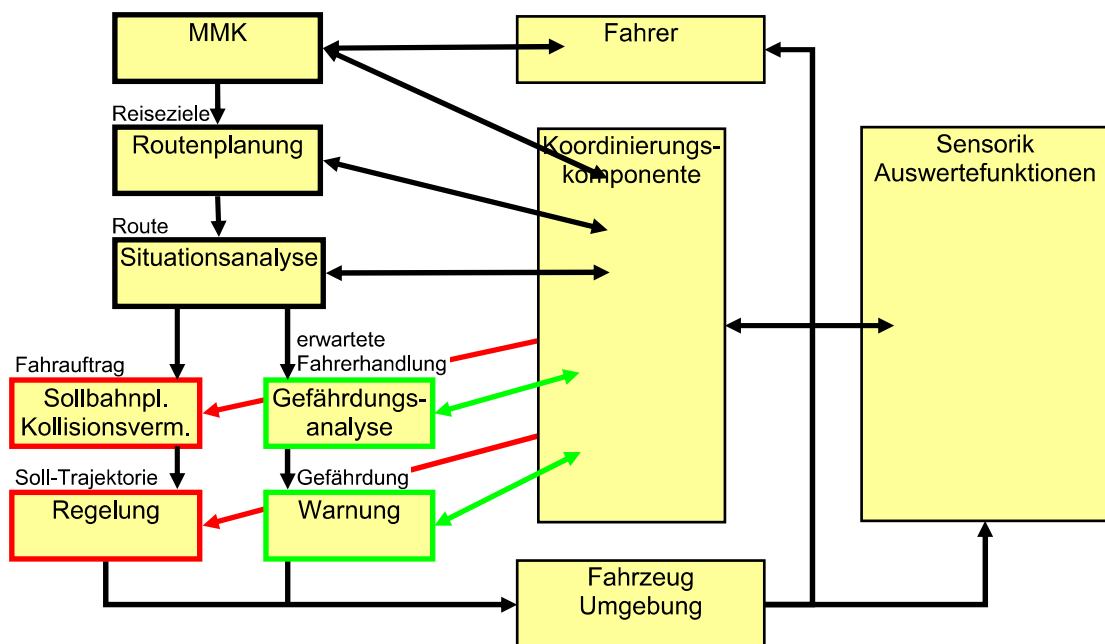 MMK
Fahrer
Reiseziele
Routenplanung
Koordinierungs-
komponente
Sensorik
Auswertefunktionen
Route
Situationsanalyse
erwartete
Fahrerhandlung
Fahrauftrag
Sollbahnpl.
Kollisionsverm.
Gefährdungs-
analyse
Soll-Trajektorie
Gefährdung
Regelung
Warnung
Fahrzeug
Umgebung